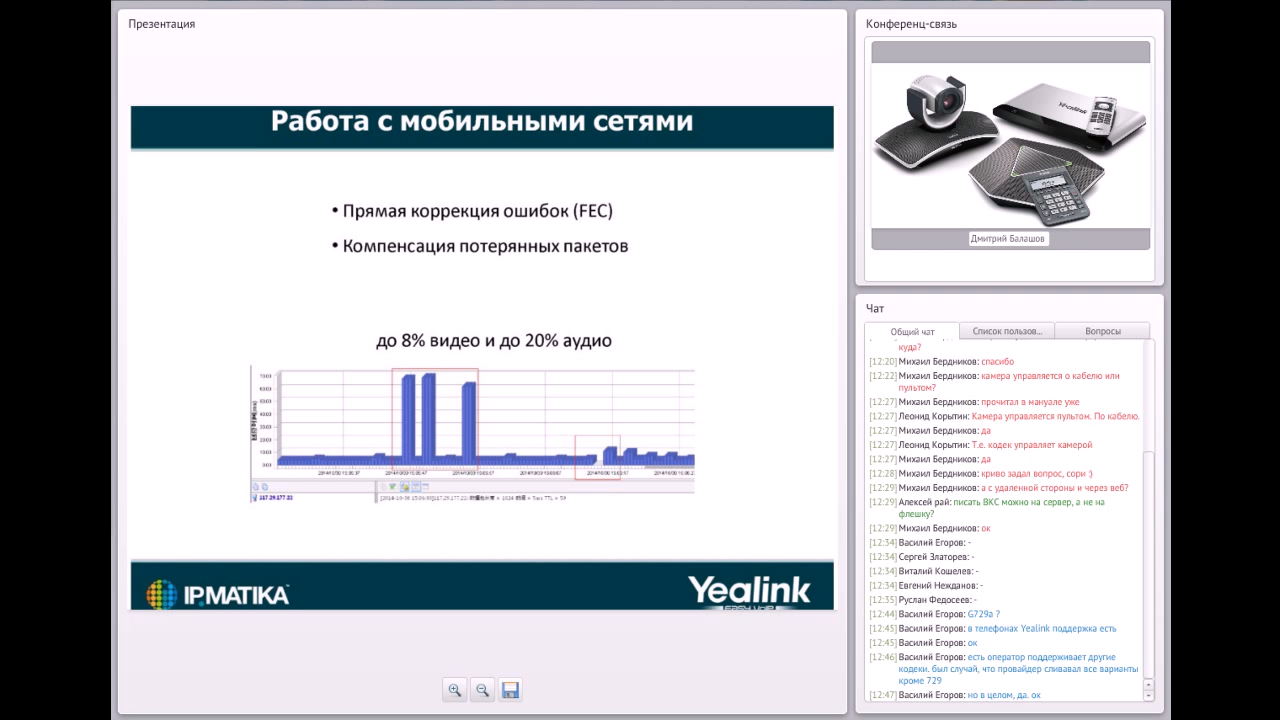 Презентация
Работа с мобильными сетями
• Прямая коррекция ошибок (FEC)
• Компенсация потерянных пакетов
до 8% видео и до 20% аудио
117.29.177.22
IPMATIKA
Yealink
Конференц-связь
Yealink
Дмитрий Балашов
Чат
Общий чат
Список пользов...
Вопросы
куда?
[12:20] Михаил Бердников: спасибо
[12:22] Михаил Бердников: камера управляется о кабелю или
пультом?
[12:27] Михаил Бердников: прочитал в мануале уже
[12:27] Леонид Корытин: Камера управляется пультом. По кабелю.
[12:27] Михаил Бердников: да
[12:27] Леонид Корытин: Т.е. кодек управляет камерой
[12:27] Михаил Бердников: да
[12:28] Михаил Бердников: криво задал вопрос, сори :)
[12:29] Михаил Бердников: а с удаленной стороны и через веб?
[12:29] Алексей рай: писать ВКС можно на сервер, а не на
флешку?
[12:29] Михаил Бердников: ок
[12:34] Василий Егоров: -
[12:34] Сергей Златорев: -
[12:34] Виталий Кошелев: -
[12:34] Евгений Нежданов: -
[12:35] Руслан Федосеев: -
[12:44] Василий Егоров: G729a ?
[12:45] Василий Егоров: в телефонах Yealink поддержка есть
[12:45] Василий Егоров: ок
[12:46] Василий Егоров: есть оператор поддерживает другие
кодеки. был случай, что провайдер сливавал все варианты
кроме 729
[12:47] Василий Егоров: но в целом, да. ок